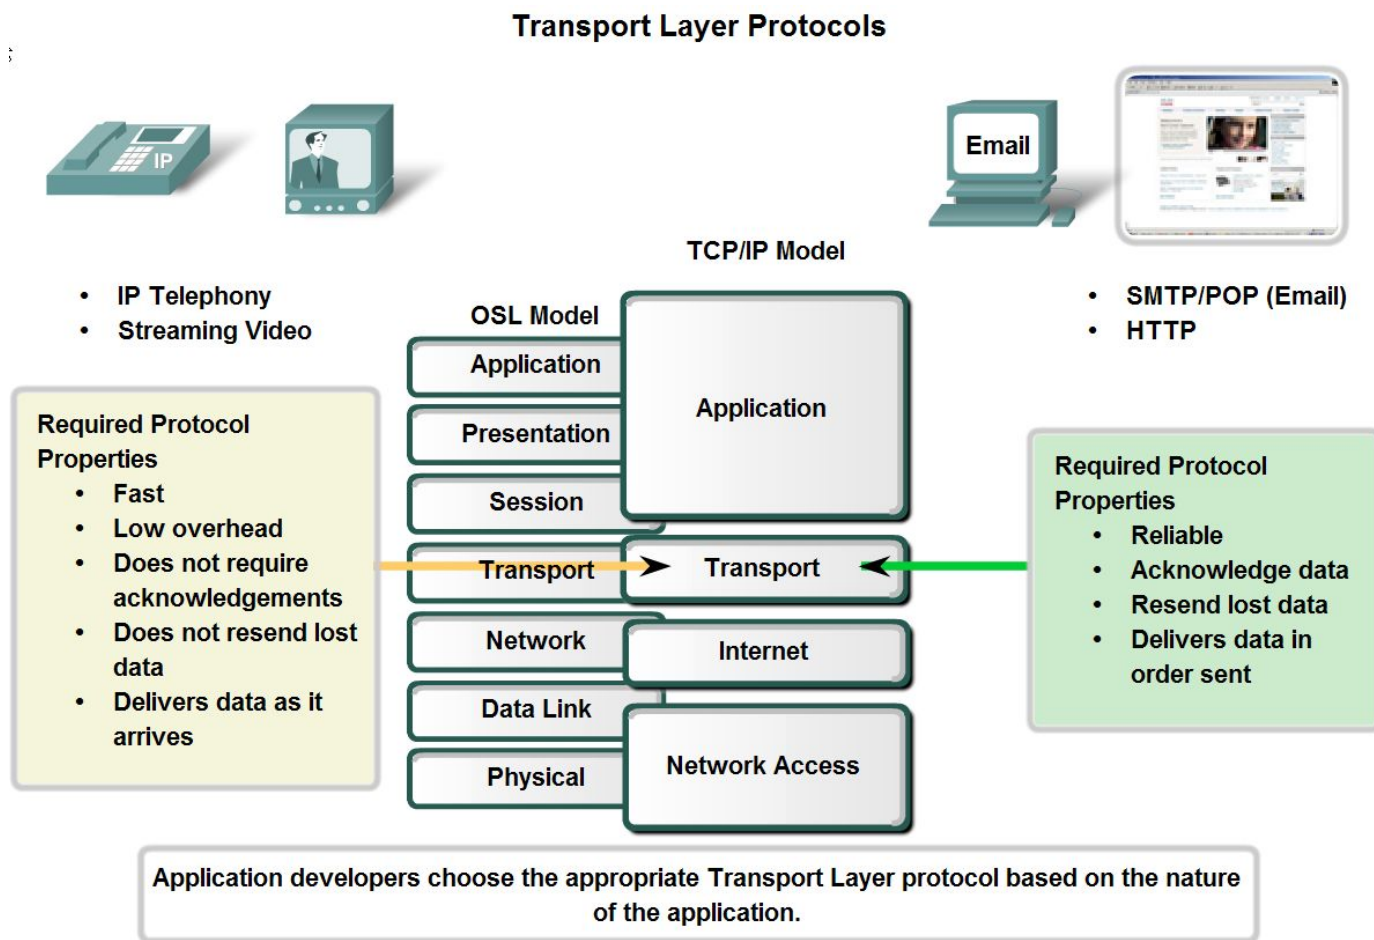 Transport Layer Protocols
IP
Email
• IP Telephony
• Streaming Video
• SMTP/POP (Email)
• HTTP
Required Protocol
Properties
• Fast
• Low overhead
• Does not require
acknowledgements
• Does not resend lost
data
• Delivers data as it
arrives
OSL Model
Application
Presentation
Session
Transport
Network
Data Link
Physical
TCP/IP Model
Application
Transport
Internet
Network Access
Required Protocol
Properties
• Reliable
• Acknowledge data
• Resend lost data
• Delivers data in
order sent
Application developers choose the appropriate Transport Layer protocol based on the nature
of the application.